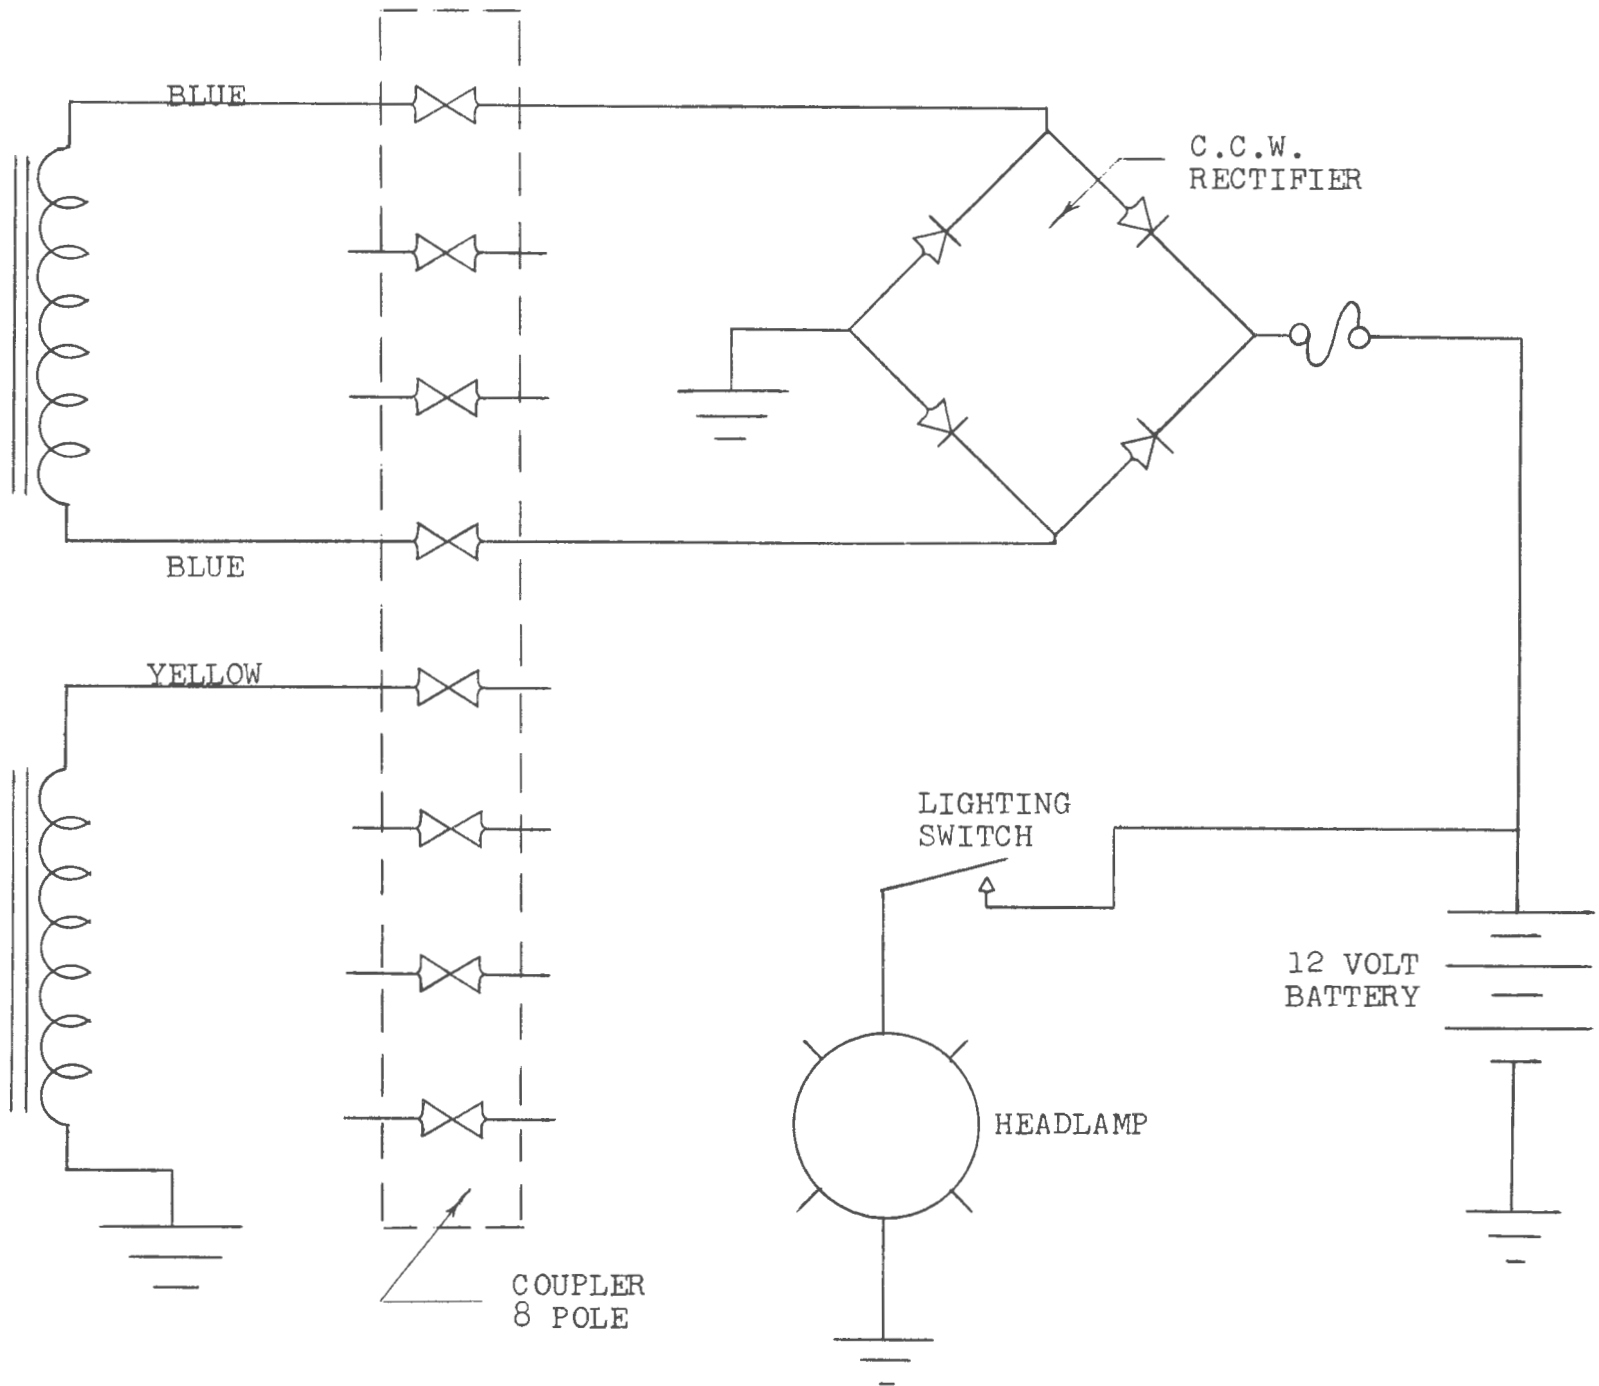 BLUE
C.C.W.
RECTIFIER
BLUE
YELLOW
LIGHTING
SWITCH
12 VOLT
BATTERY
HEADLAMP
COUPLER
8 POLE